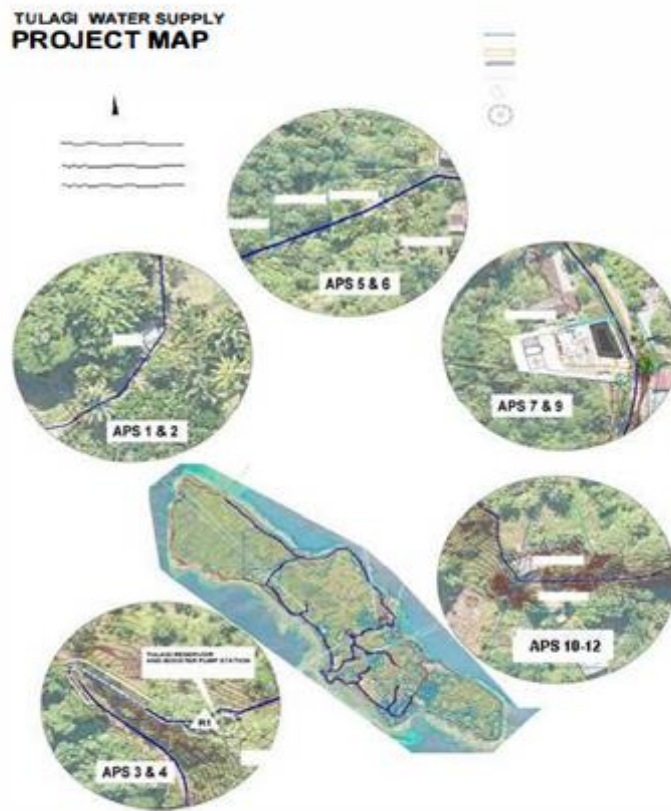 TULAGI WATER SUPPLY
PROJECT MAP
APS 5 & 6
APS 1 & 2
APS 7 & 9
APS 10-12
TULAGI RESERVOIR
AND BOOSTER PUMP STATION
R1
APS 3 & 4